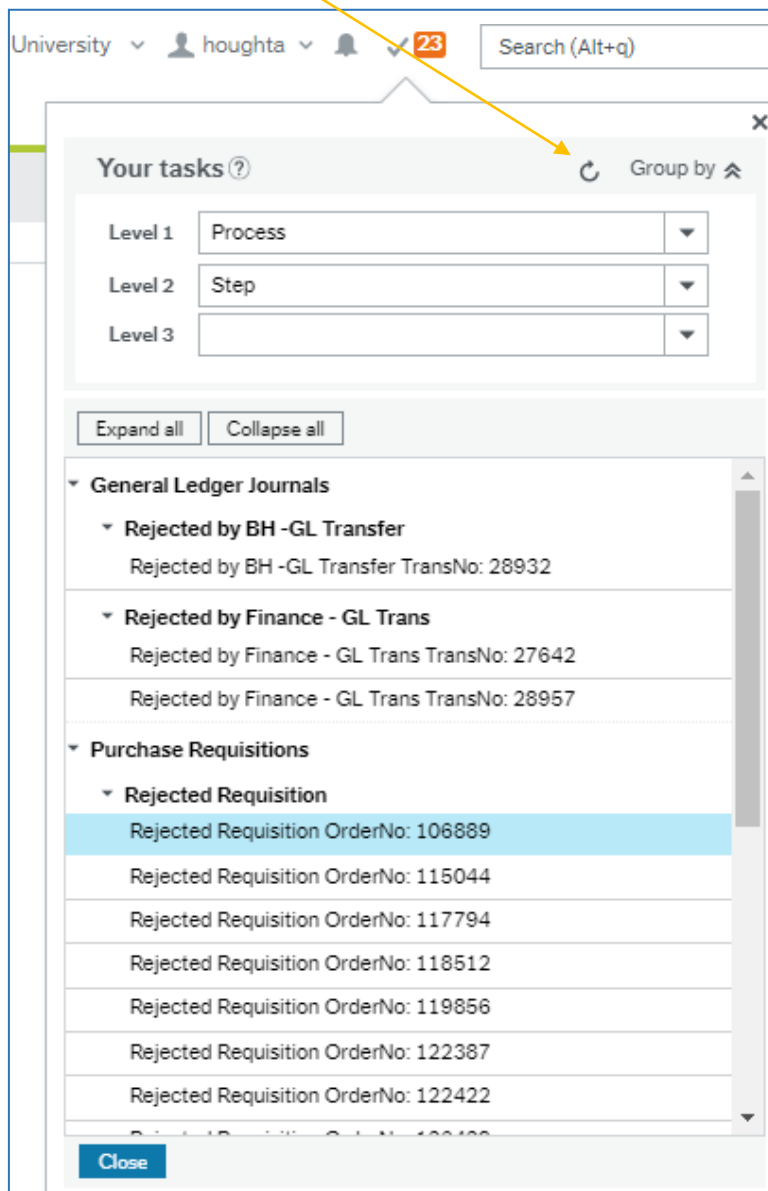 University houghta 23 Search (Alt+q)
Your tasks ? Group by
Level 1 Process
Level 2 Step
Level 3
Expand all Collapse all
General Ledger Journals
Rejected by BH -GL Transfer
Rejected by BH -GL Transfer TransNo: 28932
Rejected by Finance - GL Trans
Rejected by Finance - GL Trans TransNo: 27642
Rejected by Finance - GL Trans TransNo: 28957
Purchase Requisitions
Rejected Requisition
Rejected Requisition OrderNo: 106889
Rejected Requisition OrderNo: 115044
Rejected Requisition OrderNo: 117794
Rejected Requisition OrderNo: 118512
Rejected Requisition OrderNo: 119856
Rejected Requisition OrderNo: 122387
Rejected Requisition OrderNo: 122422
Close